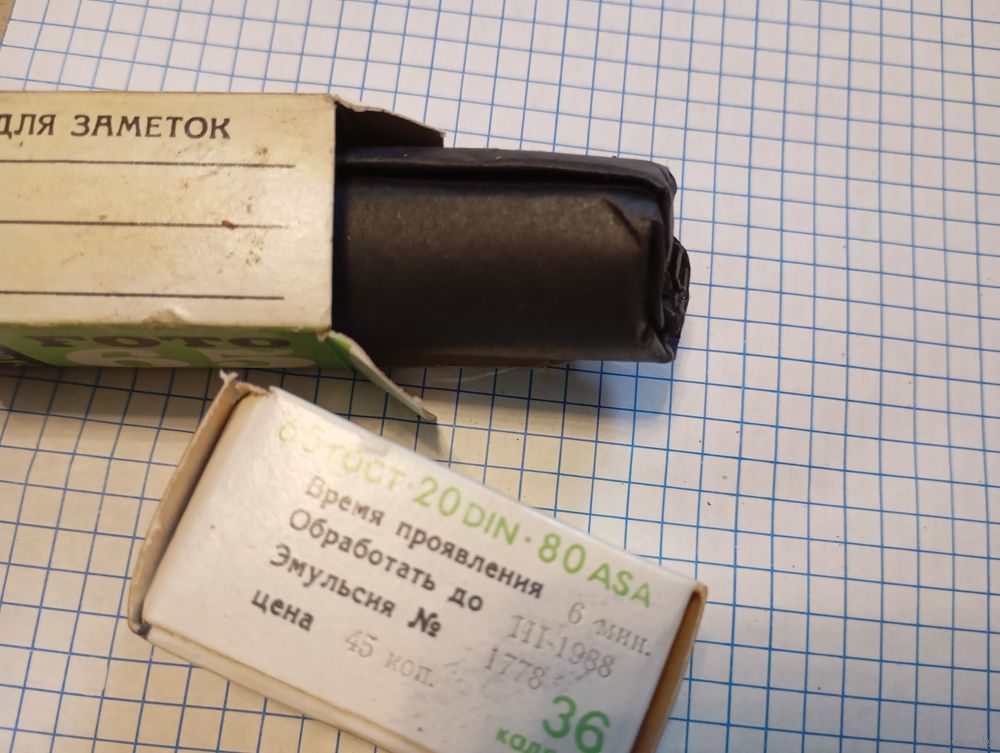 ДЛЯ ЗАМЕТОК
ФОТО
65
65 ГОСТ·20 DIN·80 ASA
Время проявления 6 мин.
Обработать до III-1988
Эмульсия № 1778
цена 45 коп.
36